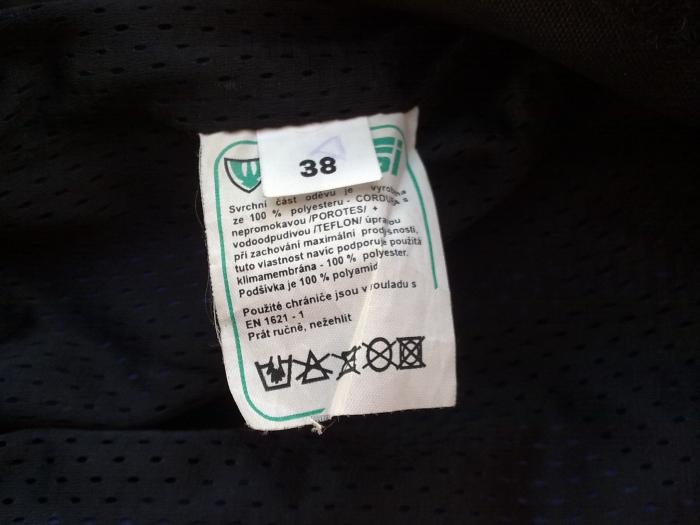 38
Svrchní část oděvu je
ze 100 % polyesteru - CORDURA s
nepromokavou /POROTES/ +
vodoodpudivou /TEFLON/ úpravou
při zachování maximální prodyšnosti,
tuto vlastnost navíc podporuje použitá
klimamembrána - 100 % polyester.
Podšívka je 100 % polyamid
Použité chrániče jsou v souladu s
EN 1621 - 1
Prát ručně, nežehlit